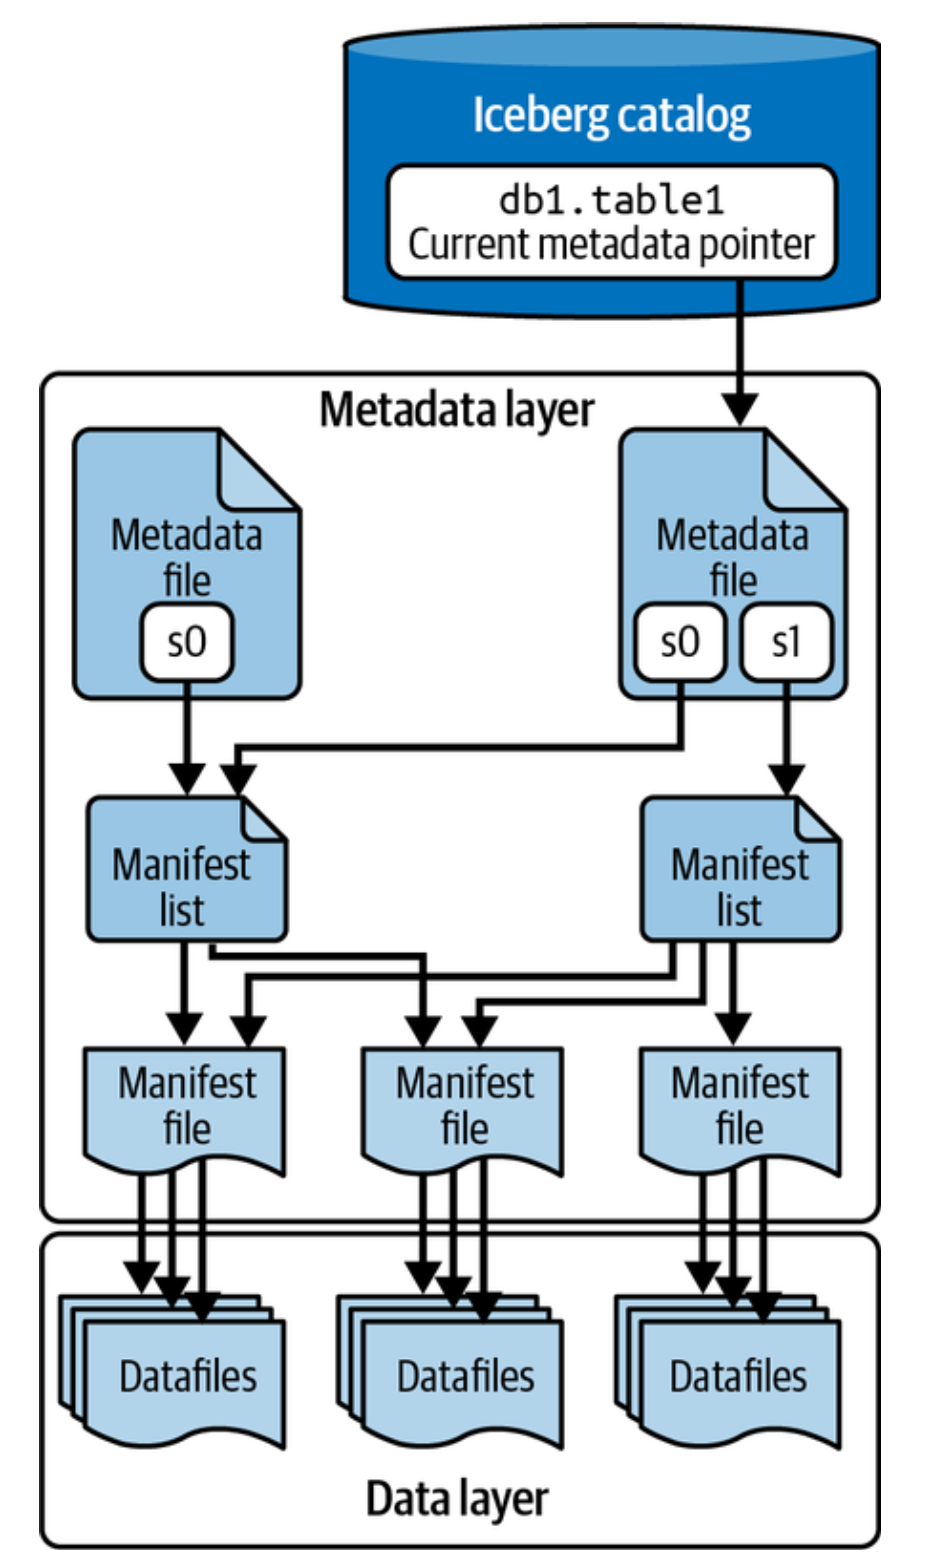 Iceberg catalog
db1.table1
Current metadata pointer
Metadata layer
Metadata
file
s0
Metadata
file
s0
s1
Manifest
list
Manifest
list
Manifest
file
Manifest
file
Manifest
file
Datafiles
Datafiles
Datafiles
Data layer